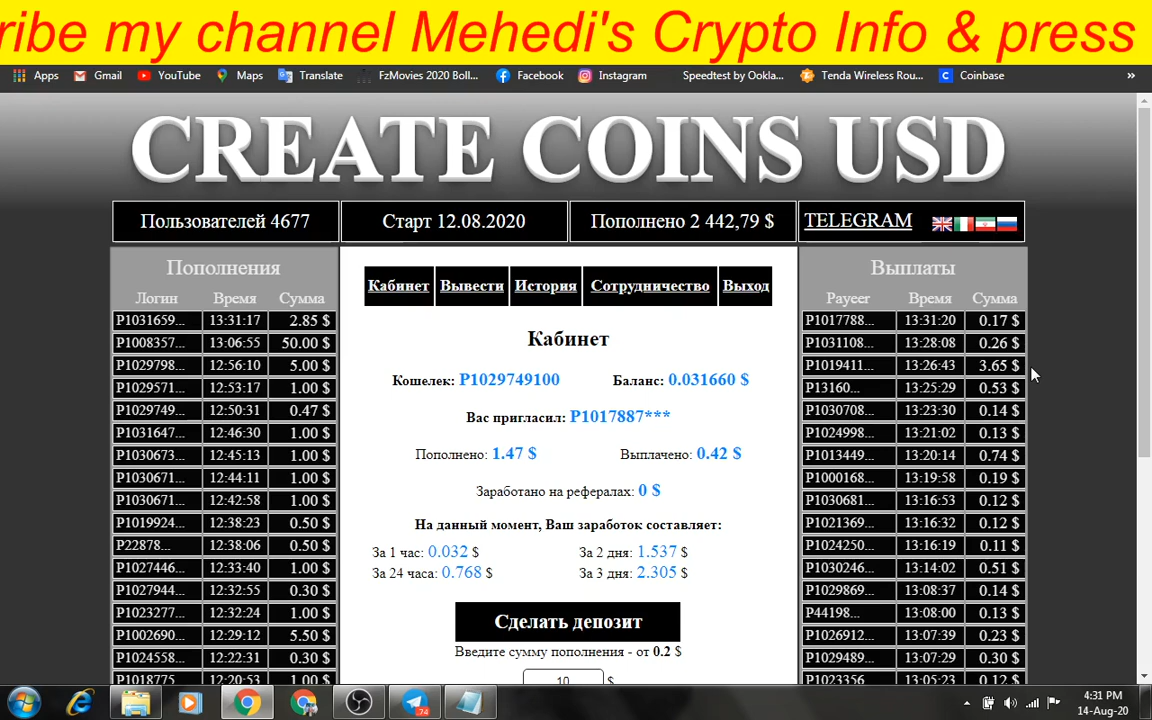 ribe my channel Mehedi's Crypto Info & press
Apps Gmail YouTube Maps Translate FzMovies 2020 Boll... Facebook Instagram Speedtest by Ookla... Tenda Wireless Rou... Coinbase »
CREATE COINS USD
Пользователей 4677 Старт 12.08.2020 Пополнено 2 442,79 $ TELEGRAM
Пополнения
Логин Время Сумма
P1031659... 13:31:17 2.85 $
P1008357... 13:06:55 50.00 $
P1029798... 12:56:10 5.00 $
P1029571... 12:53:17 1.00 $
P1029749... 12:50:31 0.47 $
P1031647... 12:46:30 1.00 $
P1030673... 12:45:13 1.00 $
P1030671... 12:44:11 1.00 $
P1030671... 12:42:58 1.00 $
P1019924... 12:38:23 0.50 $
P22878... 12:38:06 0.50 $
P1027446... 12:33:40 1.00 $
P1027944... 12:32:55 0.30 $
P1023277... 12:32:24 1.00 $
P1002690... 12:29:12 5.50 $
P1024558... 12:22:31 0.30 $
P1018775 12:20:53 1.00 $
Кабинет Вывести История Сотрудничество Выход
Кабинет
Кошелек: P1029749100 Баланс: 0.031660 $
Вас пригласил: P1017887***
Пополнено: 1.47 $ Выплачено: 0.42 $
Заработано на рефералах: 0 $
На данный момент, Ваш заработок составляет:
За 1 час: 0.032 $ За 2 дня: 1.537 $
За 24 часа: 0.768 $ За 3 дня: 2.305 $
Сделать депозит
Введите сумму пополнения - от 0.2 $
10 $
Выплаты
Payeer Время Сумма
P1017788... 13:31:20 0.17 $
P1031108... 13:28:08 0.26 $
P1019411... 13:26:43 3.65 $
P13160... 13:25:29 0.53 $
P1030708... 13:23:30 0.14 $
P1024998... 13:21:02 0.13 $
P1013449... 13:20:14 0.74 $
P1000168... 13:19:58 0.19 $
P1030681... 13:16:53 0.12 $
P1021369... 13:16:32 0.12 $
P1024250... 13:16:19 0.11 $
P1030246... 13:14:02 0.51 $
P1029869... 13:08:37 0.14 $
P44198... 13:08:00 0.13 $
P1026912... 13:07:39 0.23 $
P1029489... 13:07:29 0.30 $
P1023356 13:05:23 0.12 $
74
4:31 PM
14-Aug-20